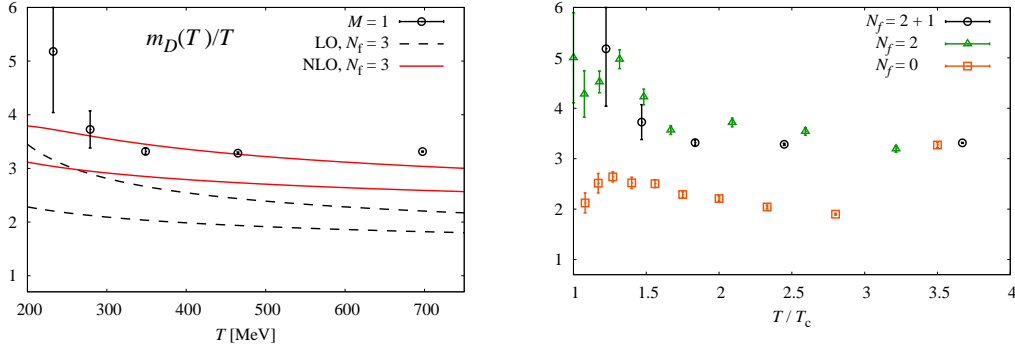 6
5
4
3
2
1
200 300 400 500 600 700
T [MeV]
m_D(T)/T
M = 1
LO, N_f = 3
NLO, N_f = 3
6
5
4
3
2
1
1 1.5 2 2.5 3 3.5 4
T / T_c
N_f = 2 + 1
N_f = 2
N_f = 0